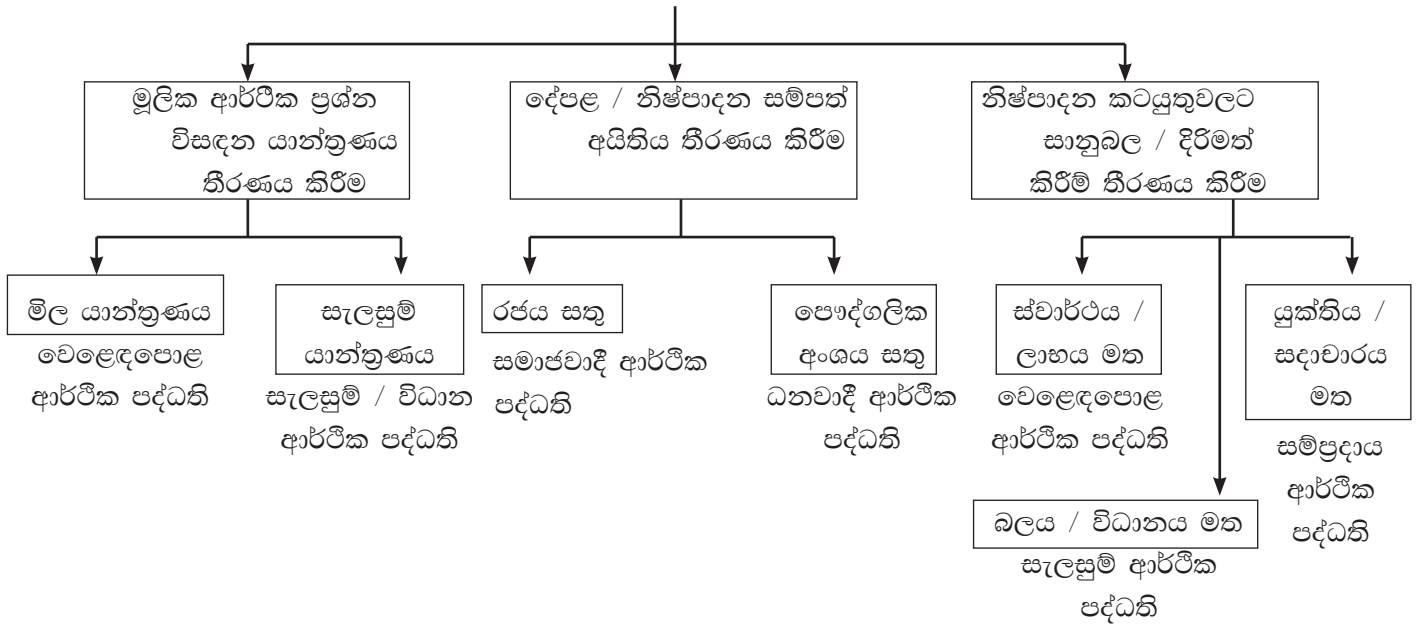 මූලික ආර්ථික ප්‍රශ්න
විසඳන යාන්ත්‍රණය
තීරණය කිරීම
දේපළ / නිෂ්පාදන සම්පත්
අයිතිය තීරණය කිරීම
නිෂ්පාදන කටයුතුවලට
සානුබල / දිරිමත්
කිරීම් තීරණය කිරීම
මිල යාන්ත්‍රණය
වෙළෙඳපොළ
ආර්ථික පද්ධති
සැලසුම්
යාන්ත්‍රණය
සැලසුම් / විධාන
ආර්ථික පද්ධති
රජය සතු
සමාජවාදී ආර්ථික
පද්ධති
පෞද්ගලික
අංශය සතු
ධනවාදී ආර්ථික
පද්ධති
ස්වාර්ථය /
ලාභය මත
වෙළෙඳපොළ
ආර්ථික පද්ධති
බලය / විධානය මත
සැලසුම් ආර්ථික
පද්ධති
යුක්තිය /
සදාචාරය
මත
සම්ප්‍රදාය
ආර්ථික
පද්ධති